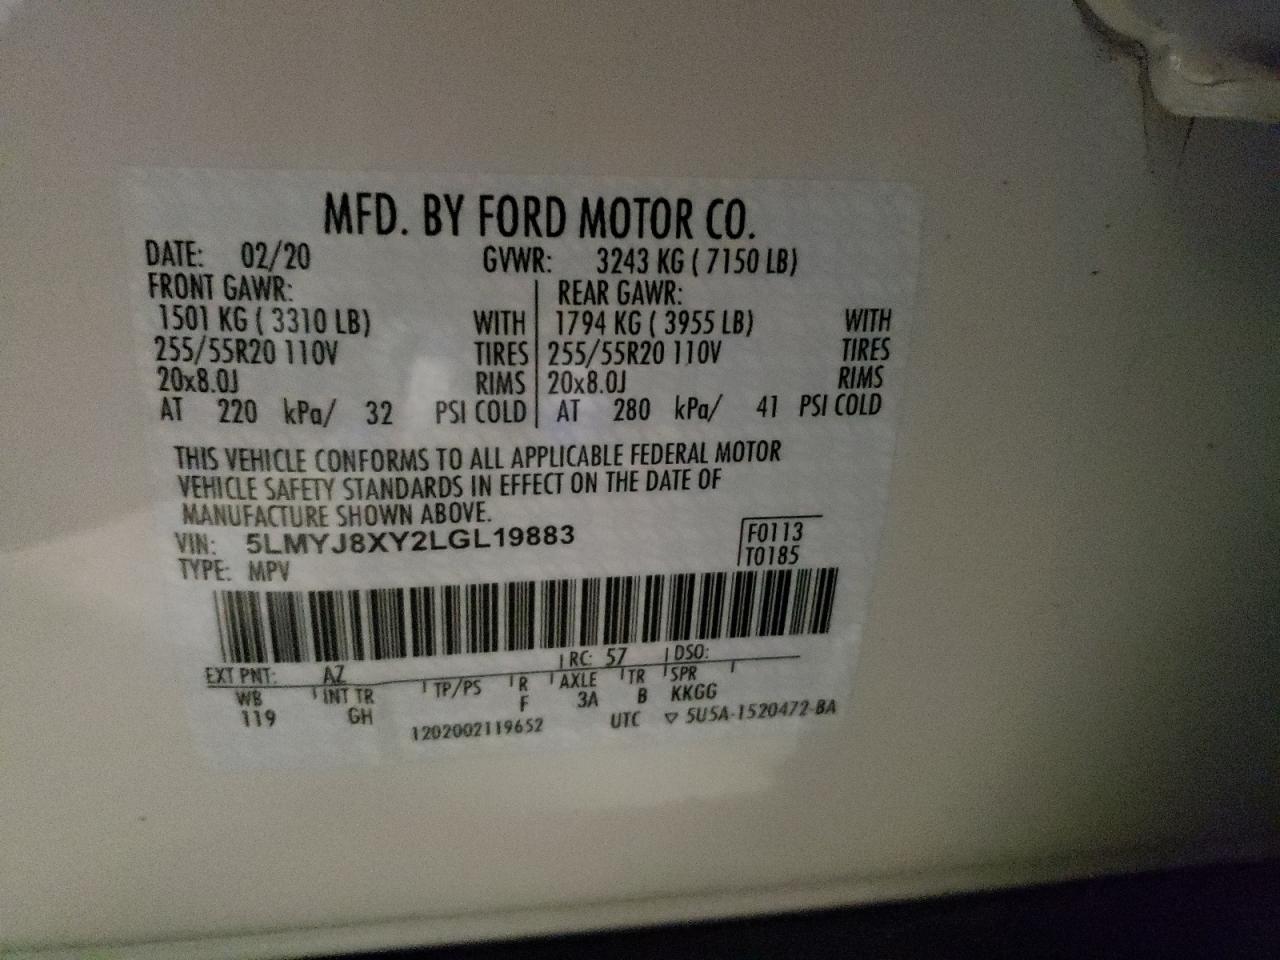 MFD. BY FORD MOTOR CO.
DATE: 02/20 GVWR: 3243 KG ( 7150 LB)
FRONT GAWR: REAR GAWR:
1501 KG ( 3310 LB) WITH 1794 KG ( 3955 LB) WITH
255/55R20 110V TIRES 255/55R20 110V TIRES
20x8.0J RIMS 20x8.0J RIMS
AT 220 kPa/ 32 PSI COLD AT 280 kPa/ 41 PSI COLD
THIS VEHICLE CONFORMS TO ALL APPLICABLE FEDERAL MOTOR
VEHICLE SAFETY STANDARDS IN EFFECT ON THE DATE OF
MANUFACTURE SHOWN ABOVE.
VIN: 5LMYJ8XY2LGL19883 F0113
TYPE: MPV T0185
EXT PNT: AZ RC: 57 DSO:
WB INT TR TP/PS R AXLE TR SPR
119 GH F 3A B KKGG
1202002119652 UTC ▽ 5U5A-1520472-BA